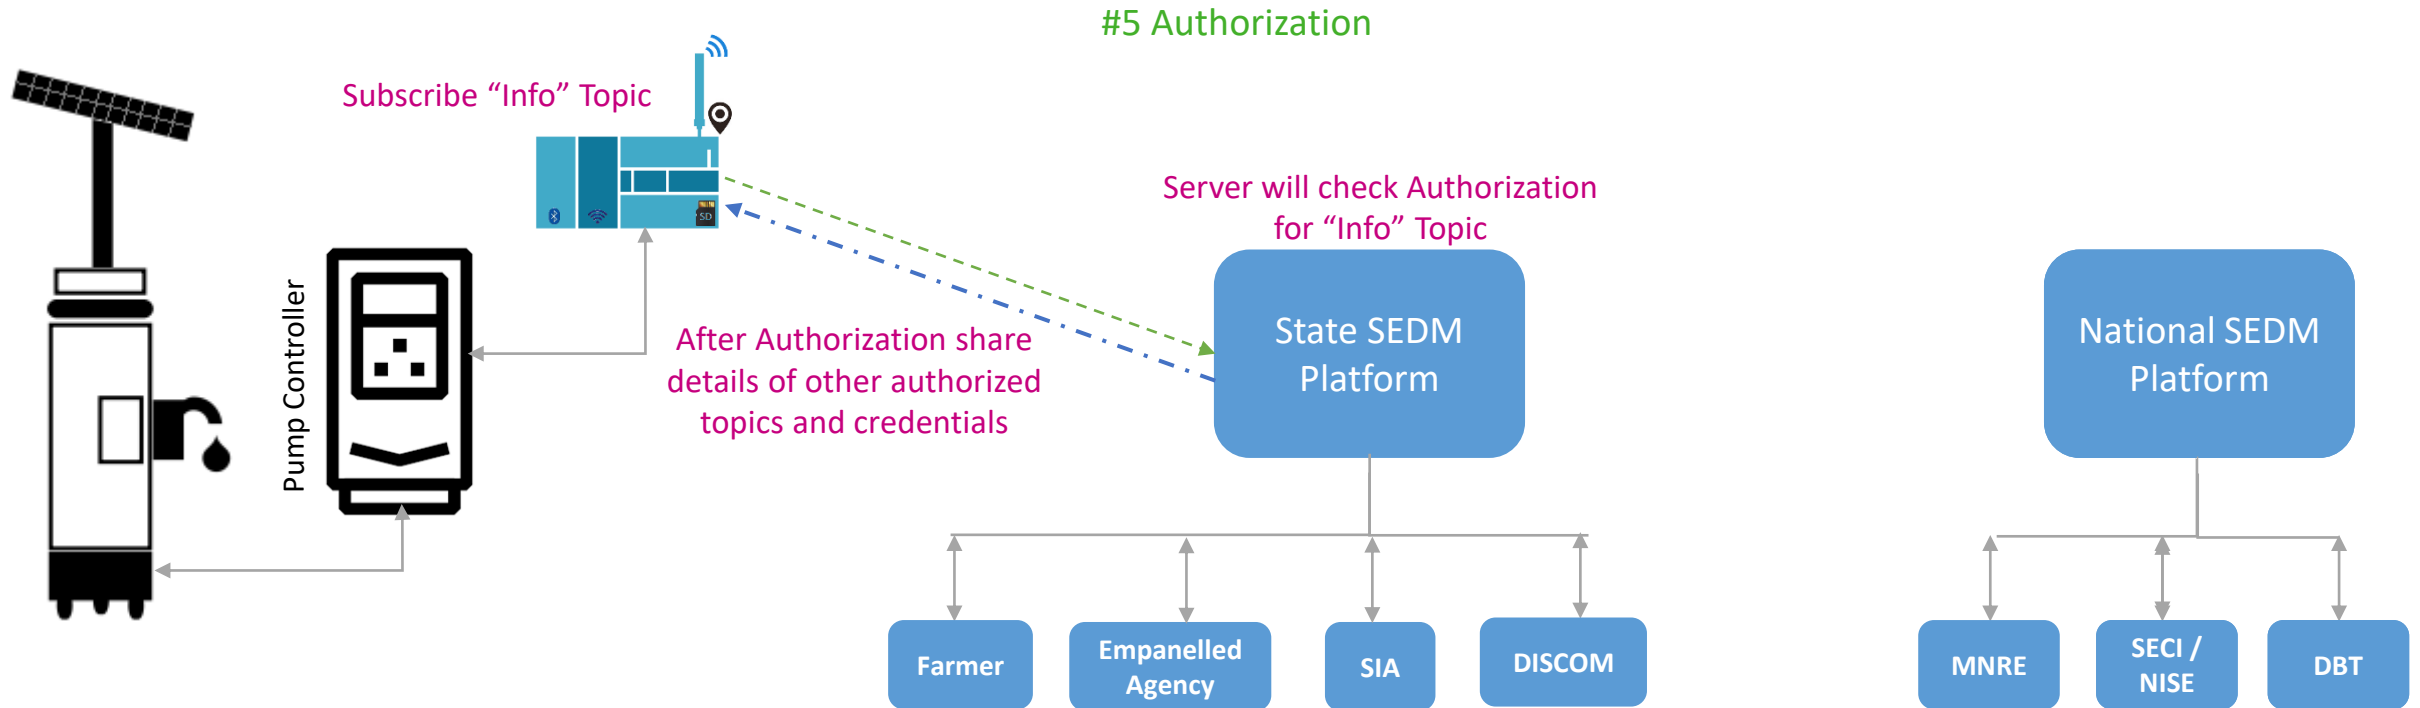 #5 Authorization
Subscribe “Info” Topic
SD
Server will check Authorization
for “Info” Topic
Pump Controller
After Authorization share
details of other authorized
topics and credentials
State SEDM
Platform
National SEDM
Platform
Farmer
Empanelled
Agency
SIA
DISCOM
MNRE
SECI /
NISE
DBT